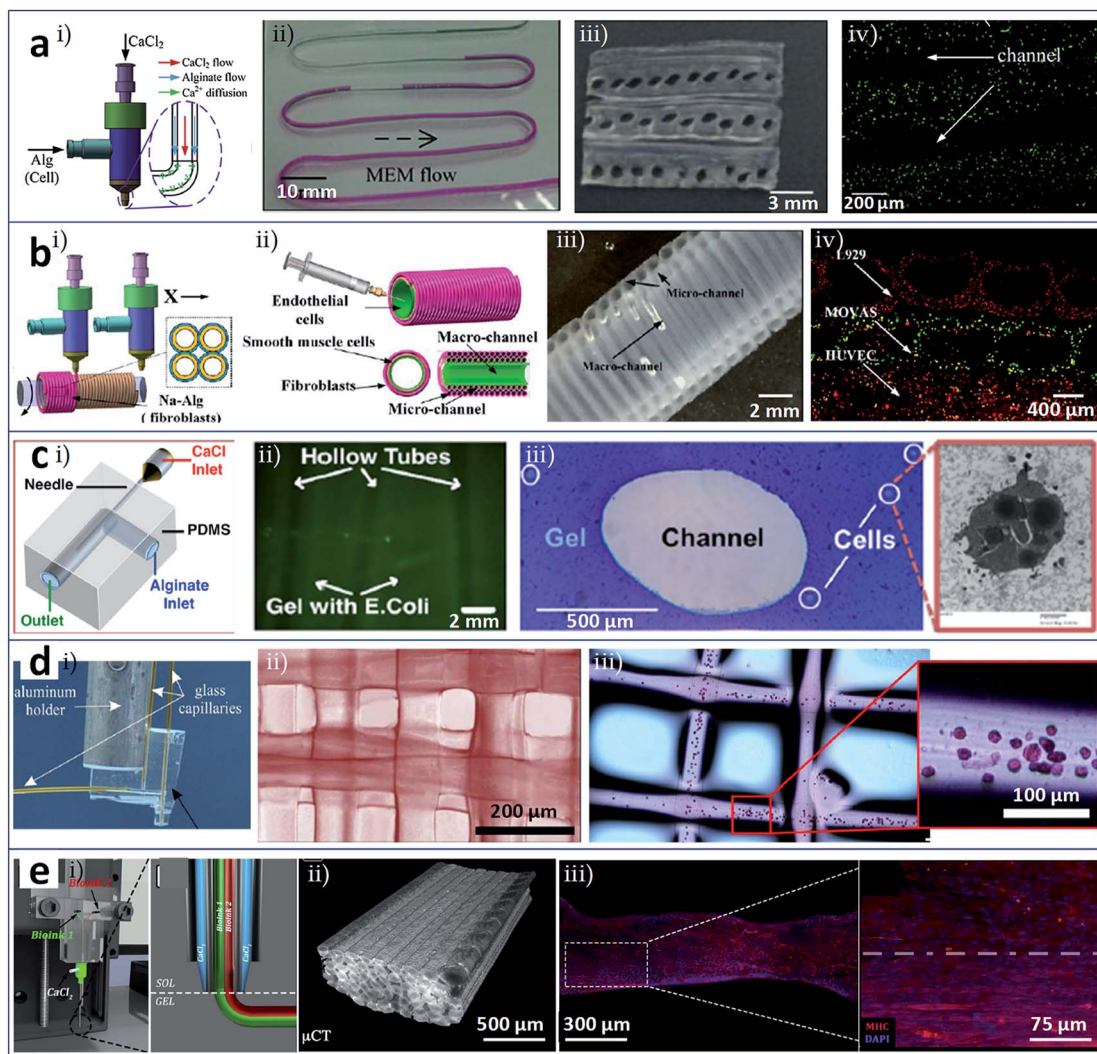 a
i)
CaCl2
CaCl2 flow
Alginate flow
Ca2+ diffusion
Alg
(Cell)
ii)
10 mm
MEM flow
iii)
3 mm
iv)
channel
200 µm
b
i)
X
Na-Alg
( fibroblasts)
ii)
Endothelial
cells
Smooth muscle cells
Fibroblasts
Macro-channel
Micro-channel
iii)
Micro-channel
Macro-channel
2 mm
iv)
L929
MOVAS
HUVEC
400 µm
c
i)
CaCl
Inlet
Needle
PDMS
Alginate
Inlet
Outlet
ii)
Hollow Tubes
Gel with E.Coli
2 mm
iii)
Gel
Channel
Cells
500 µm
d
i)
aluminum
holder
glass
capillaries
ii)
200 µm
iii)
100 µm
e
i)
Bioink 1
CaCl2
CaCl2
Bioink 1
Bioink 2
CaCl2
SOL
GEL
ii)
µCT
500 µm
iii)
300 µm
MHC
DAPI
75 µm